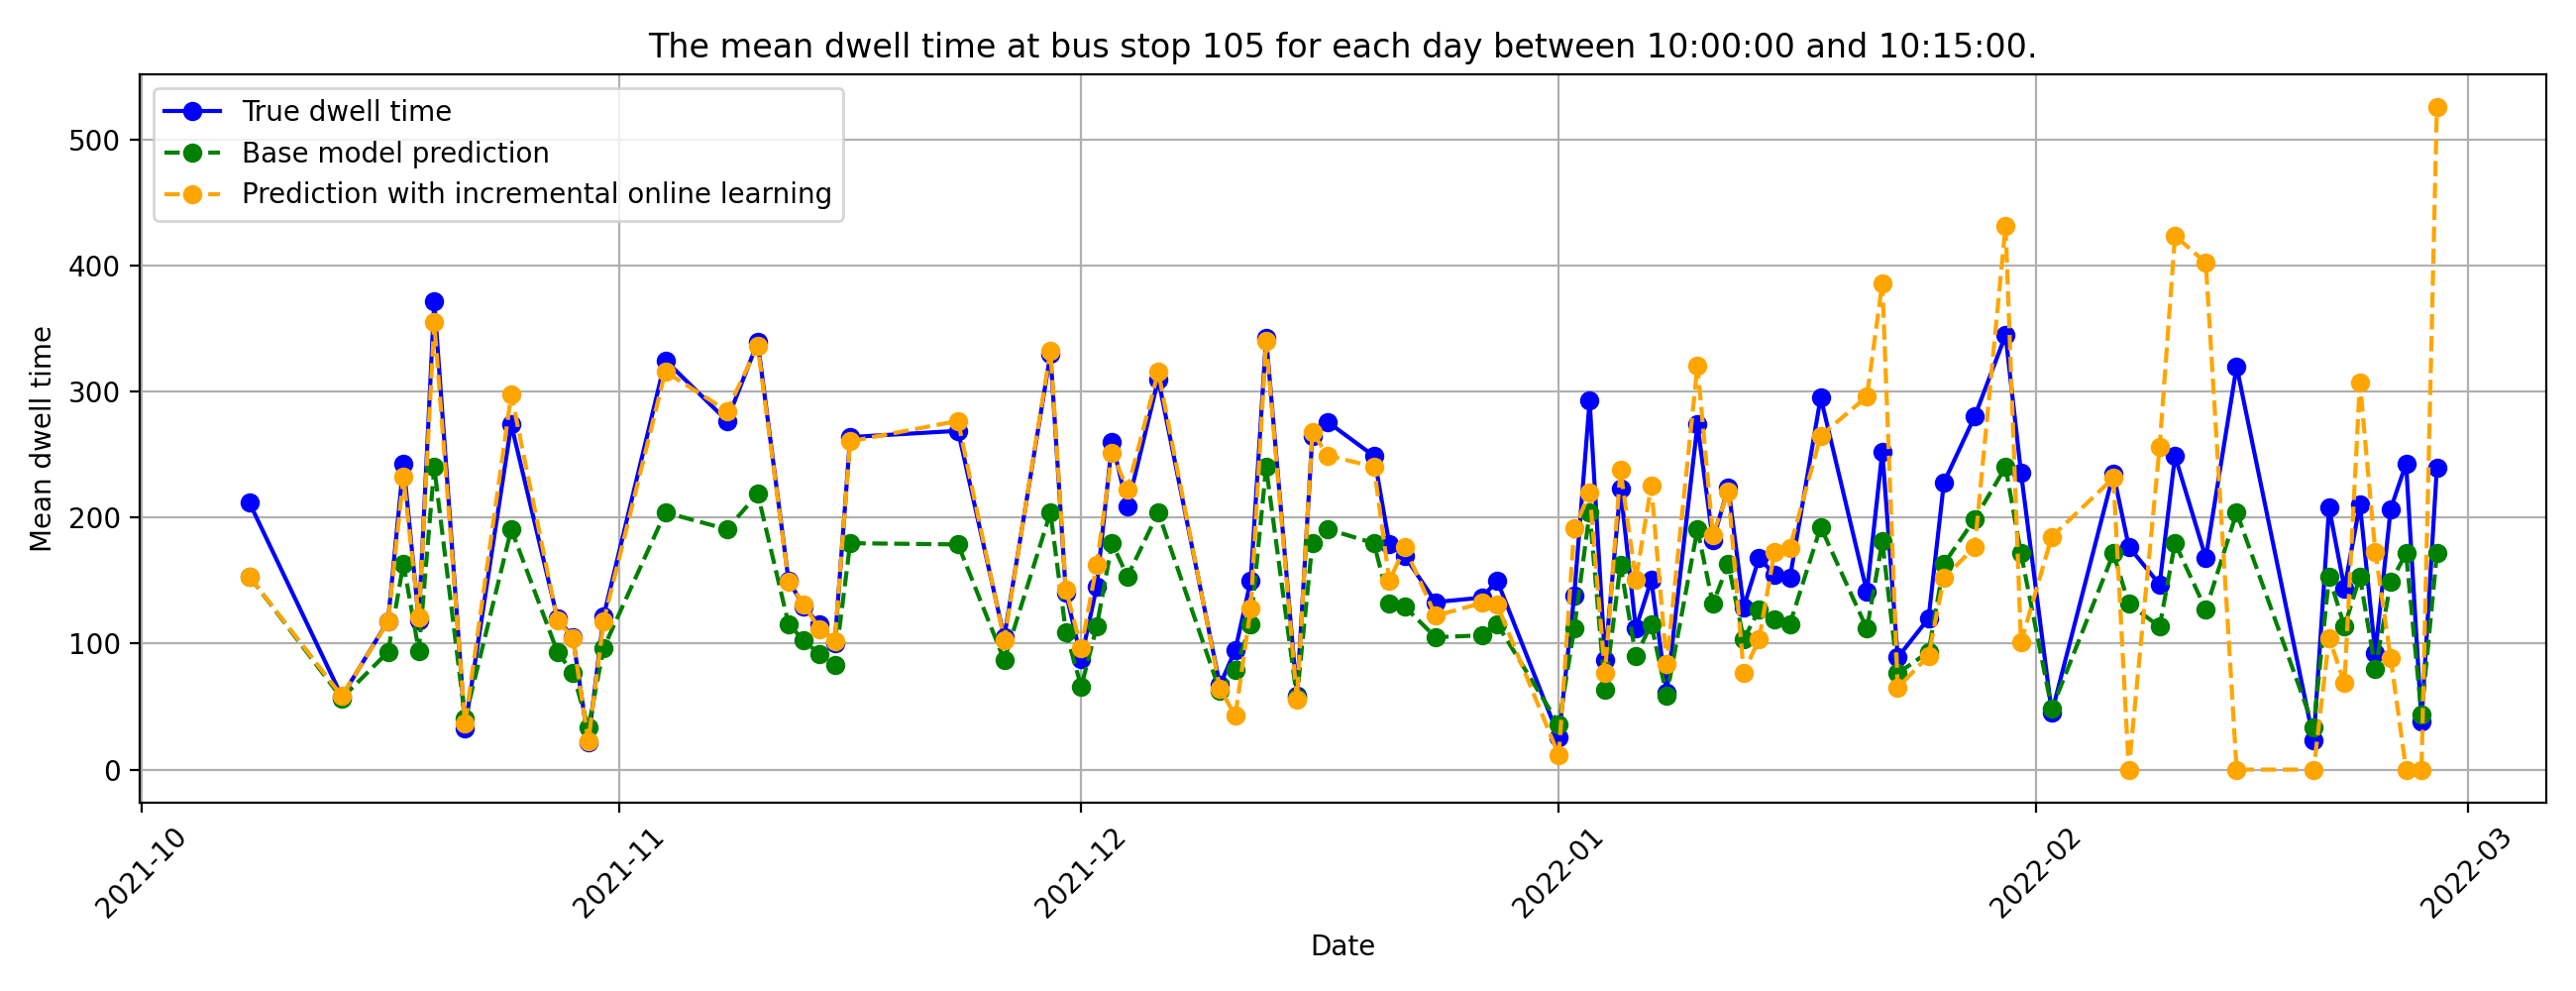 The mean dwell time at bus stop 105 for each day between 10:00:00 and 10:15:00.
True dwell time
Base model prediction
Prediction with incremental online learning
Mean dwell time
500
400
300
200
100
0
2021-10
2021-11
2021-12
2022-01
2022-02
2022-03
Date